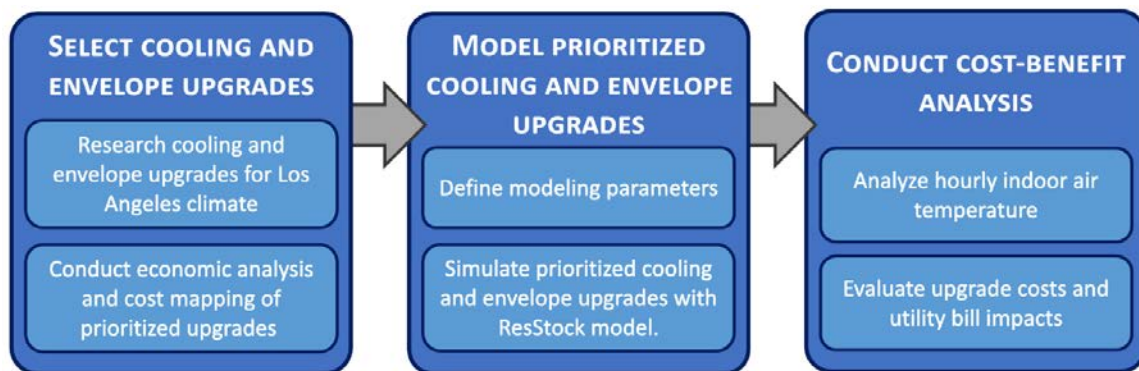 SELECT COOLING AND
ENVELOPE UPGRADES
Research cooling and
envelope upgrades for Los
Angeles climate
Conduct economic analysis
and cost mapping of
prioritized upgrades
MODEL PRIORITIZED
COOLING AND ENVELOPE
UPGRADES
Define modeling parameters
Simulate prioritized cooling
and envelope upgrades with
ResStock model.
CONDUCT COST-BENEFIT
ANALYSIS
Analyze hourly indoor air
temperature
Evaluate upgrade costs and
utility bill impacts